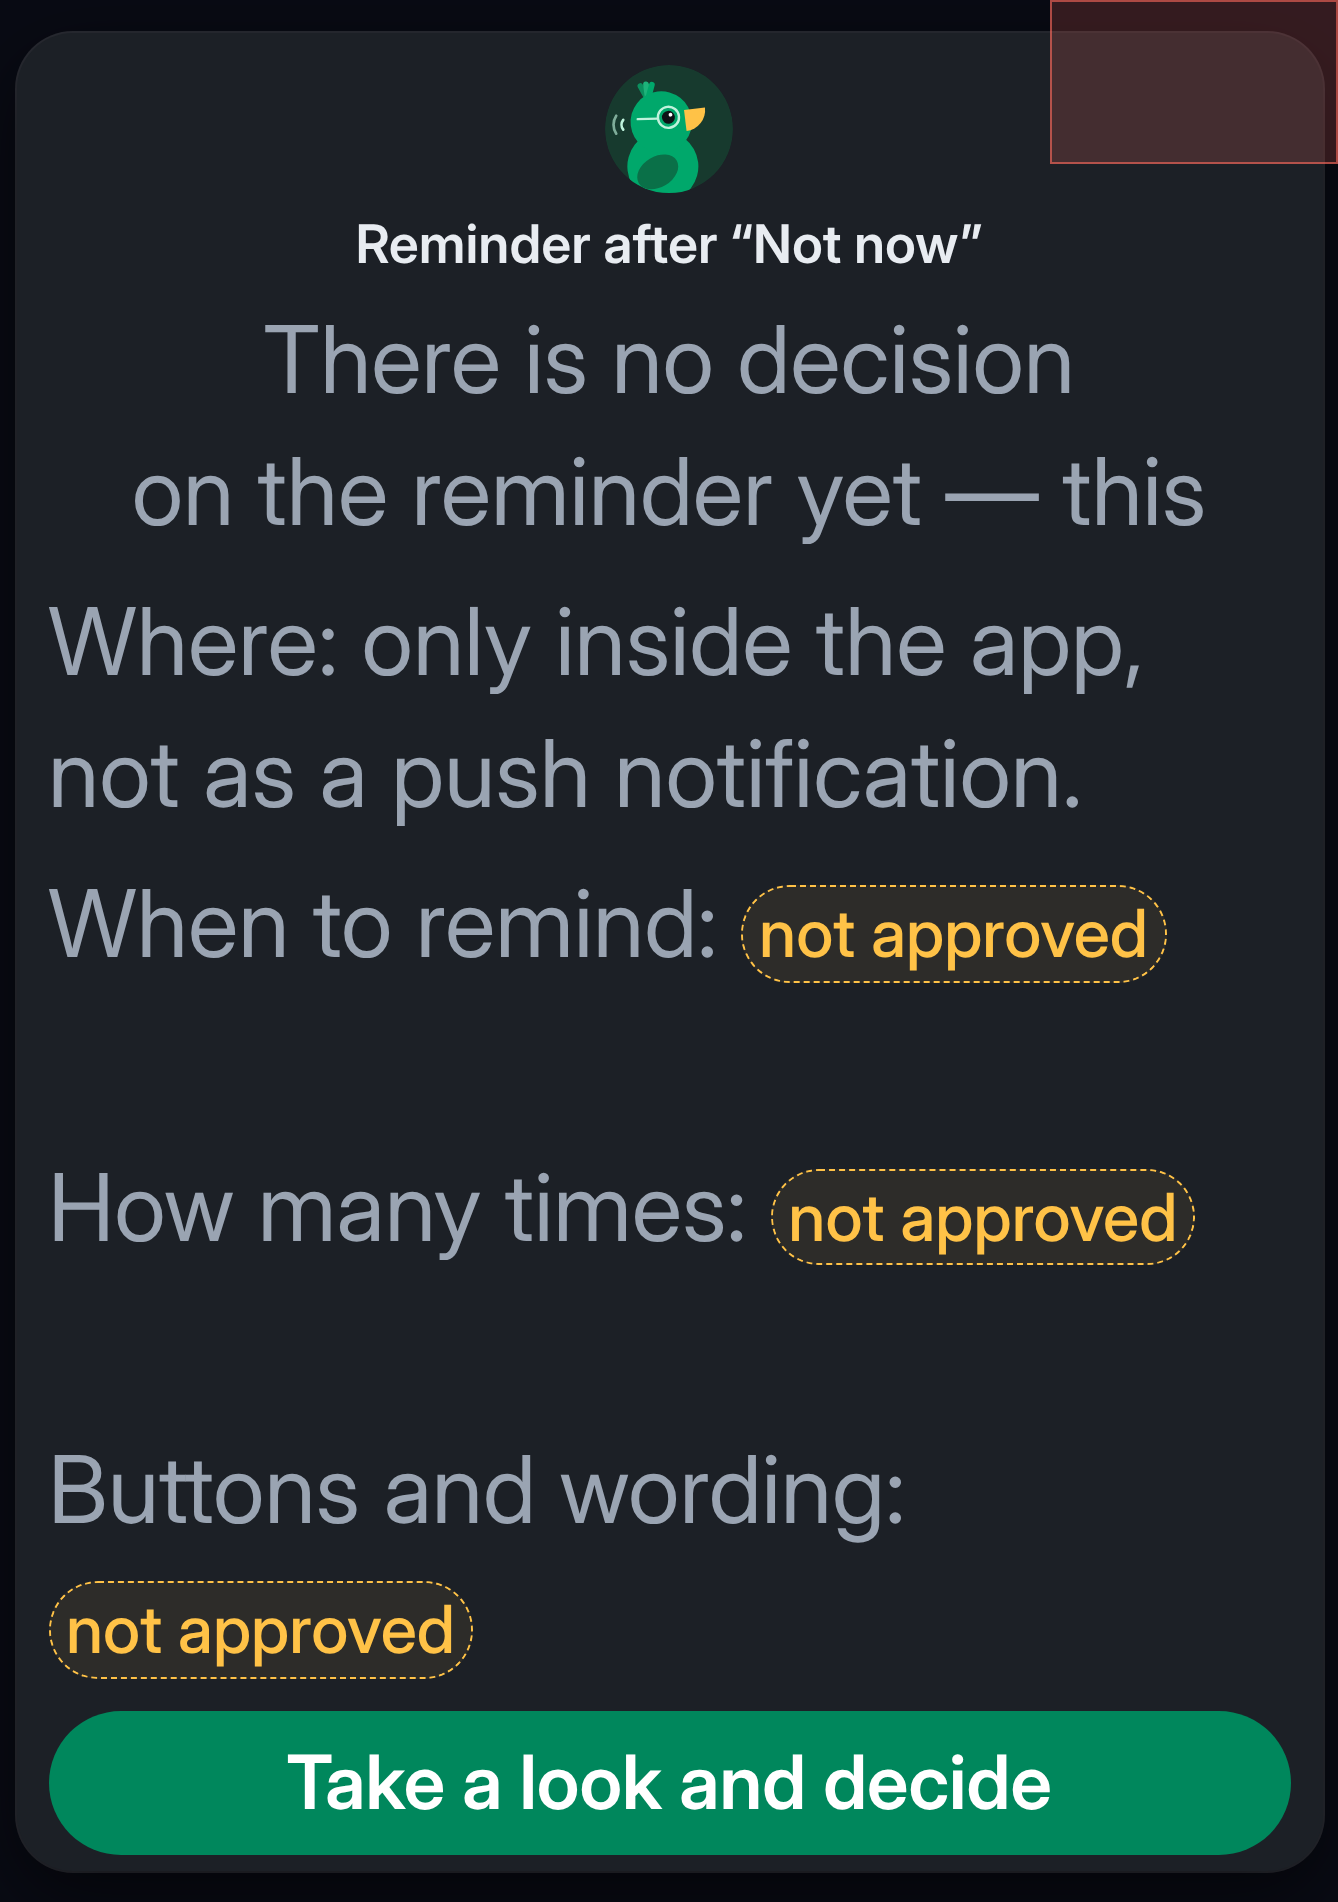 Reminder after “Not now”
There is no decision
on the reminder yet — this
Where: only inside the app,
not as a push notification.
When to remind: not approved
How many times: not approved
Buttons and wording:
not approved
Take a look and decide